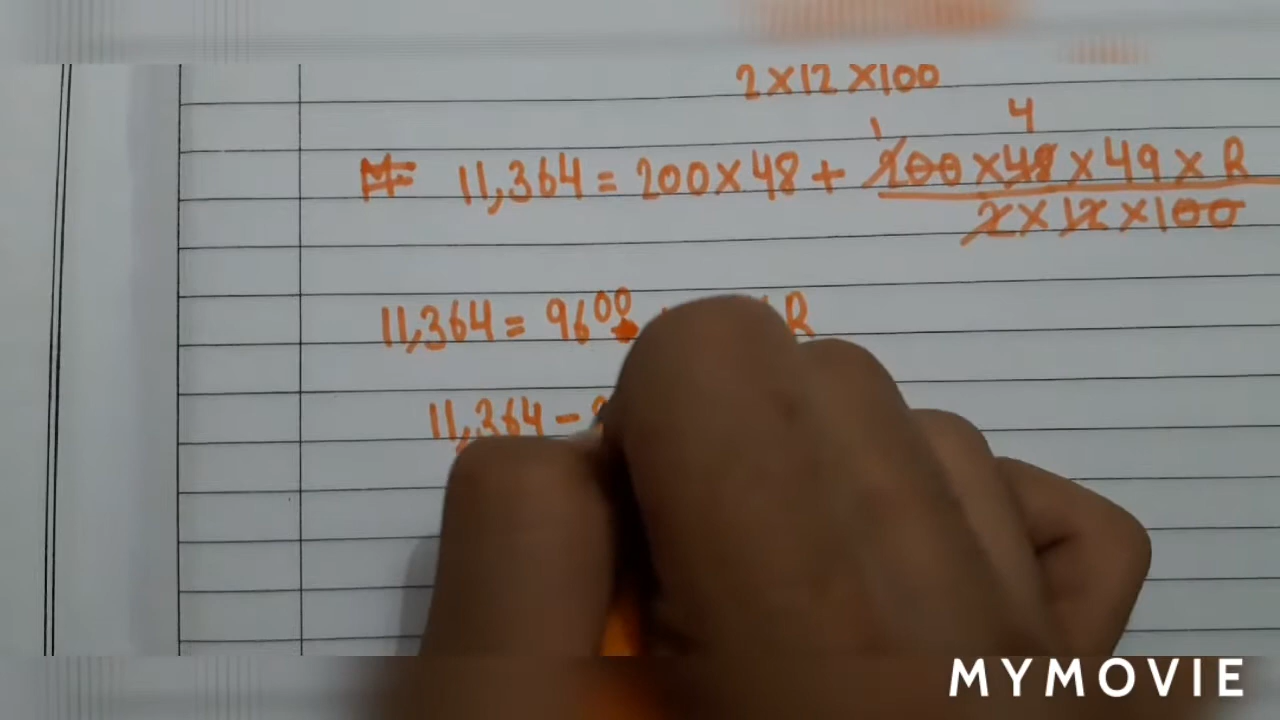 2×12×100
1 4
11,364 = 200×48 + 200×48×49×R
2×12×100
11,364 = 9600 R
11,364 -
MYMOVIE